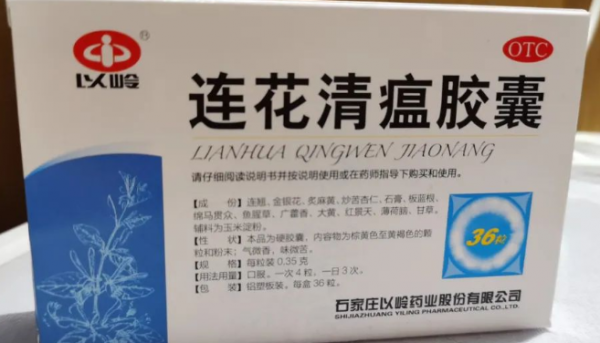 以岭
®
OTC
连花清瘟胶囊
LIANHUA QINGWEN JIAONANG
请仔细阅读说明书并按说明使用或在药师指导下购买和使用。
【成 份】连翘、金银花、炙麻黄、炒苦杏仁、石膏、板蓝根、
绵马贯众、鱼腥草、广藿香、大黄、红景天、薄荷脑、甘草。
辅料为玉米淀粉。
【性 状】本品为硬胶囊，内容物为棕黄色至黄褐色的颗
粒和粉末；气微香，味微苦。
【规 格】每粒装0.35克
【用法用量】口服。一次4粒，一日3次。
【包 装】铝塑板装。每盒36粒。
36粒
石家庄以岭药业股份有限公司
SHIJIAZHUANG YILING PHARMACEUTICAL CO.,LTD.